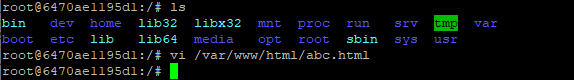 root@6470ae1195d1:/# ls
bin dev home lib32 libx32 mnt proc run srv tmp var
boot etc lib lib64 media opt root sbin sys usr
root@6470ae1195d1:/# vi /var/www/html/abc.html
root@6470ae1195d1:/#